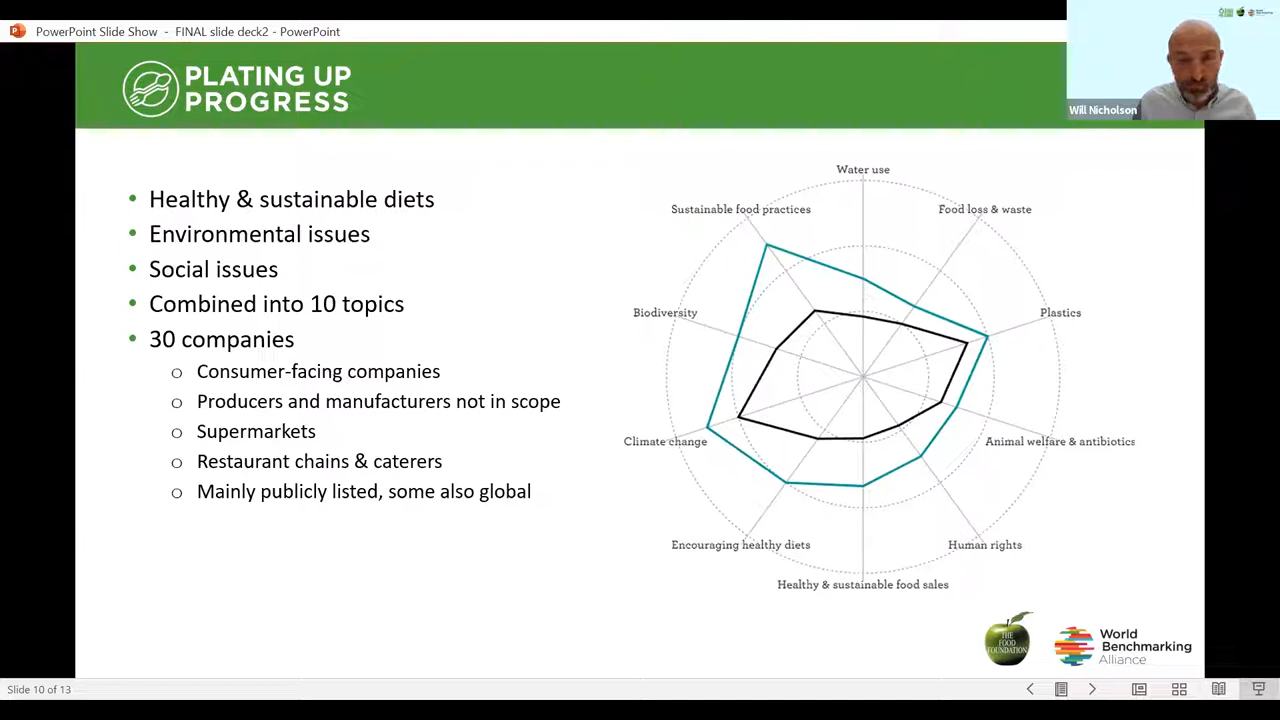 PowerPoint Slide Show - FINAL slide deck2 - PowerPoint
Will Nicholson
PLATING UP
PROGRESS
• Healthy & sustainable diets
• Environmental issues
• Social issues
• Combined into 10 topics
• 30 companies
o Consumer-facing companies
o Producers and manufacturers not in scope
o Supermarkets
o Restaurant chains & caterers
o Mainly publicly listed, some also global
Water use
Sustainable food practices
Food loss & waste
Biodiversity
Plastics
Climate change
Animal welfare & antibiotics
Encouraging healthy diets
Human rights
Healthy & sustainable food sales
THE
FOOD
FOUNDATION
World
Benchmarking
Alliance
Slide 10 of 13